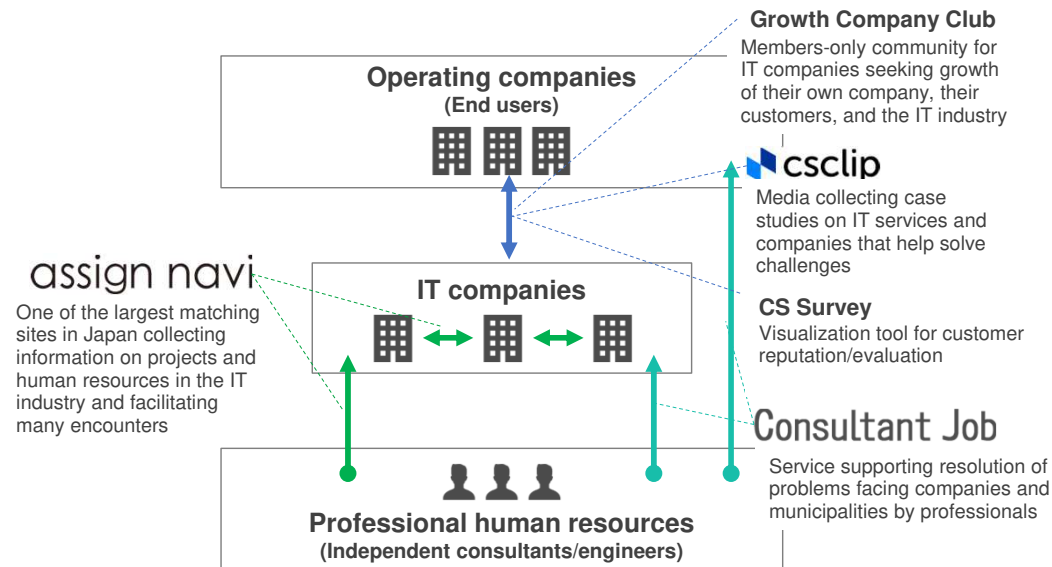 Growth Company Club
Members-only community for
IT companies seeking growth
of their own company, their
customers, and the IT industry
Operating companies
(End users)
csclip
Media collecting case
studies on IT services and
companies that help solve
challenges
assign navi
One of the largest matching
sites in Japan collecting
information on projects and
human resources in the IT
industry and facilitating
many encounters
IT companies
CS Survey
Visualization tool for customer
reputation/evaluation
Consultant Job
Service supporting resolution of
problems facing companies and
municipalities by professionals
Professional human resources
(Independent consultants/engineers)